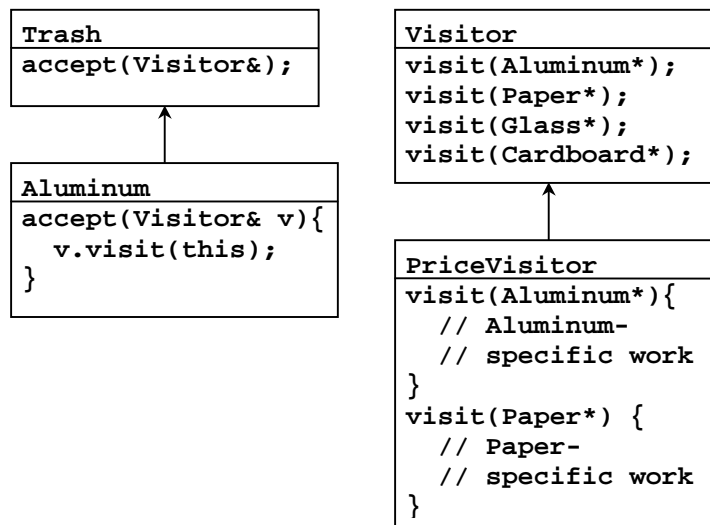 Trash
accept(Visitor&);
Aluminum
accept(Visitor& v){
v.visit(this);
}
Visitor
visit(Aluminum*);
visit(Paper*);
visit(Glass*);
visit(Cardboard*);
PriceVisitor
visit(Aluminum*){
// Aluminum-
// specific work
}
visit(Paper*) {
// Paper-
// specific work
}